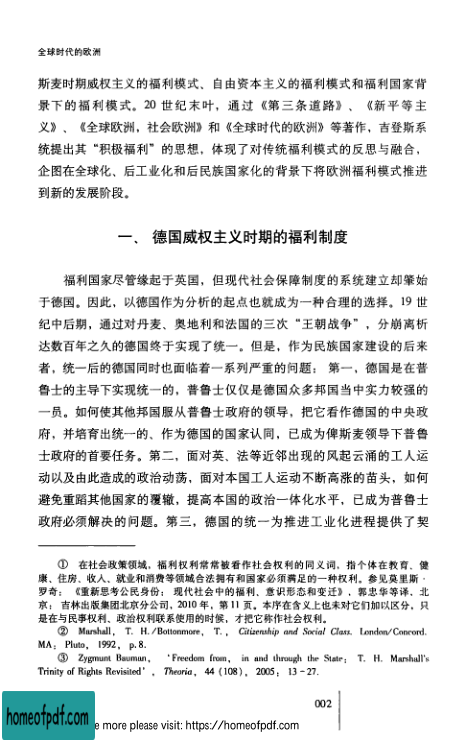 全球时代的欧洲
斯麦时期威权主义的福利模式、自由资本主义的福利模式和福利国家背
景下的福利模式。20 世纪末叶，通过《第三条道路》、《新平等主
义》、《全球欧洲，社会欧洲》和《全球时代的欧洲》等著作，吉登斯系
统提出其“积极福利”的思想，体现了对传统福利模式的反思与融合，
企图在全球化、后工业化和后民族国家化的背景下将欧洲福利模式推进
到新的发展阶段。
一、 德国威权主义时期的福利制度
福利国家尽管缘起于英国，但现代社会保障制度的系统建立却肇始
于德国。因此，以德国作为分析的起点也就成为一种合理的选择。19 世
纪中后期，通过对丹麦、奥地利和法国的三次“王朝战争”，分崩离析
达数百年之久的德国终于实现了统一。但是，作为民族国家建设的后来
者，统一后的德国同时也面临着一系列严重的问题：第一，德国是在普
鲁士的主导下实现统一的，普鲁士仅仅是德国众多邦国当中实力较强的
一员。如何使其他邦国服从普鲁士政府的领导，把它看作德国的中央政
府，并培育出统一的、作为德国的国家认同，已成为俾斯麦领导下普鲁
士政府的首要任务。第二，面对英、法等近邻出现的风起云涌的工人运
动以及由此造成的政治动荡，面对本国工人运动不断高涨的苗头，如何
避免重蹈其他国家的覆辙，提高本国的政治一体化水平，已成为普鲁士
政府必须解决的问题。第三，德国的统一为推进工业化进程提供了契
① 在社会政策领域，福利权利常常被看作社会权利的同义词，指个体在教育、健
康、住房、收入、就业和消费等领域合法拥有和国家必须满足的一种权利。参见莫里斯·
罗奇：《重新思考公民身份：现代社会中的福利、意识形态和变迁》，郭忠华等译，北
京：吉林出版集团北京分公司，2010 年，第 11 页。本序在含义上也未对它们加以区分，只
是在与民事权利、政治权利联系使用的时候，才把它称作社会权利。
② Marshall, T. H./Bottonmore, T., Citizenship and Social Class. London/Concord.
MA: Pluto, 1992, p.8.
③ Zygmunt Bauman, ‘Freedom from, in and through the State: T. H. Marshall's
Trinity of Rights Revisited’, Theoria, 44 (108), 2005: 13-27.
002
homeofpdf.com
e more please visit: https://homeofpdf.com